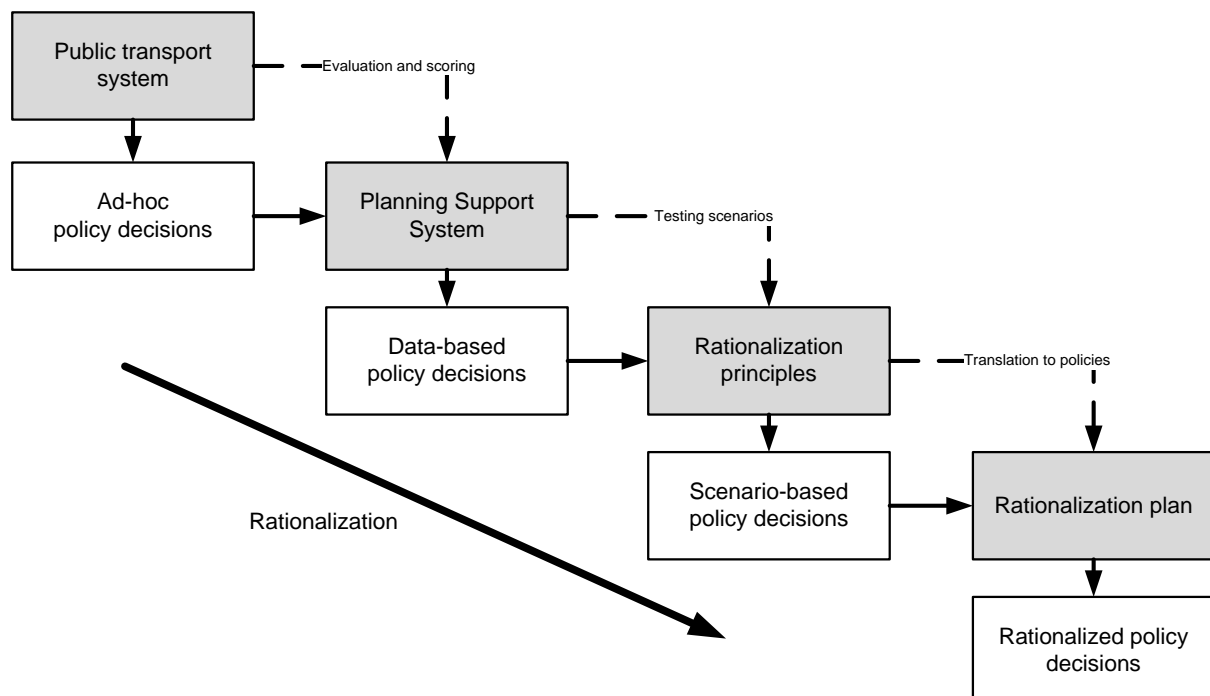 Public transport
system
Evaluation and scoring
Ad-hoc
policy decisions
Planning Support
System
Testing scenarios
Data-based
policy decisions
Rationalization
principles
Translation to policies
Scenario-based
policy decisions
Rationalization plan
Rationalization
Rationalized policy
decisions